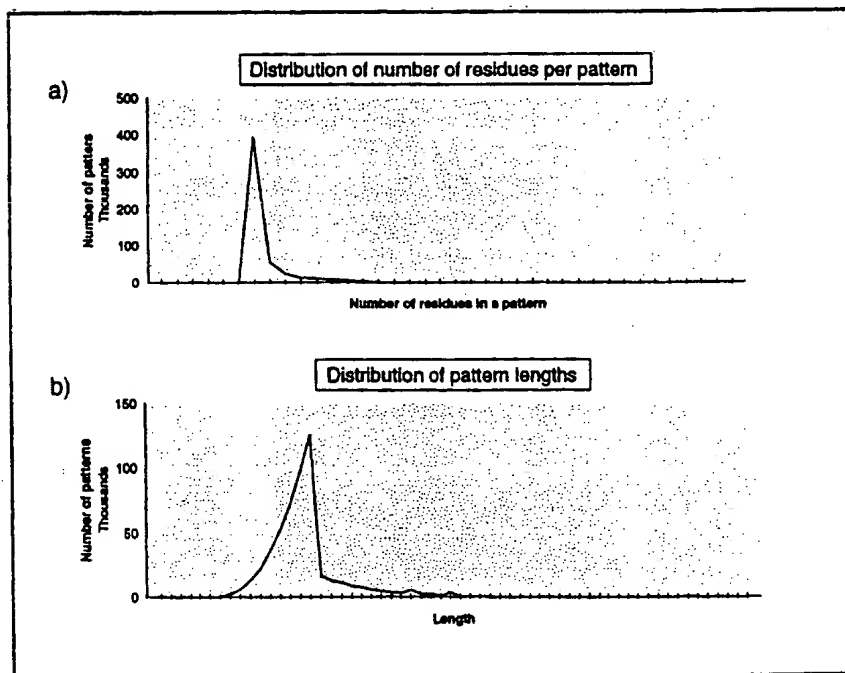 Distribution of number of residues per pattern
a)
500
400
300
200
100
0
Number of patters
Thousands
Number of residues in a pattern
Distribution of pattern lengths
b)
150
100
50
0
Number of patterne
Thousands
Length